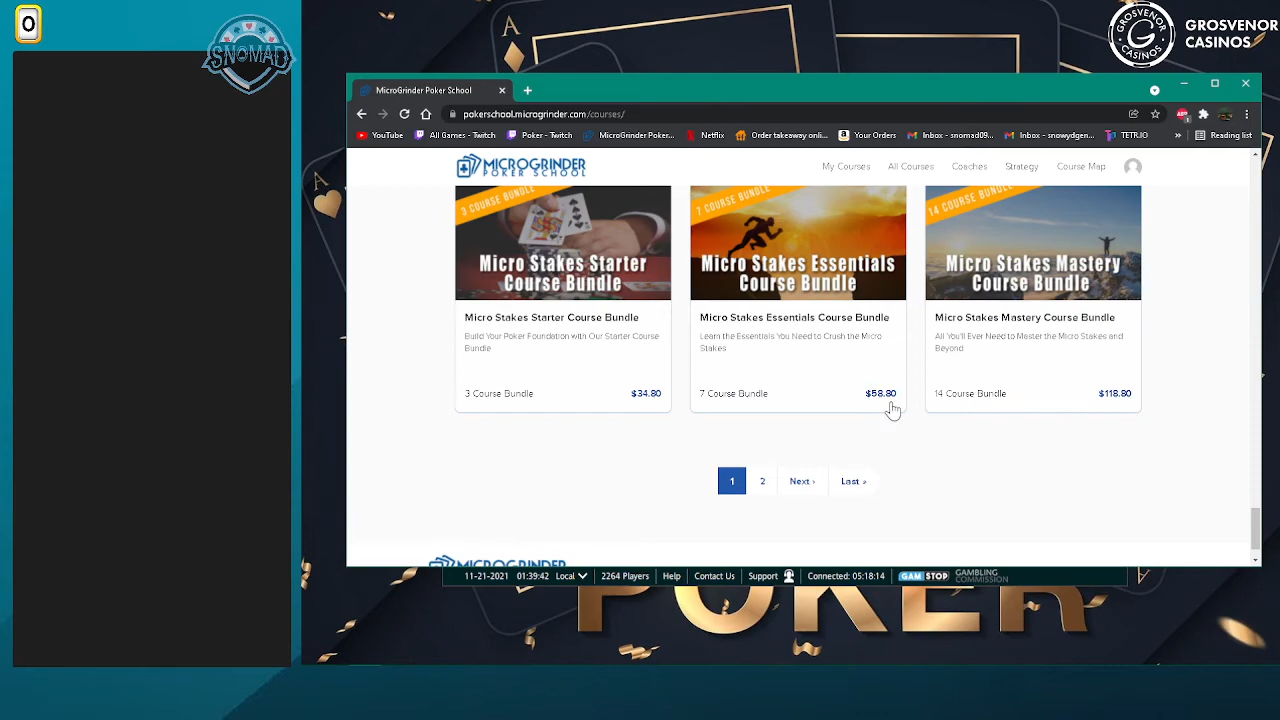 0
SNOMAD
GROSVENOR
CASINOS
MicroGrinder Poker School
pokerschool.microgrinder.com/courses/
YouTube
All Games - Twitch
Poker - Twitch
MicroGrinder Poker...
Netflix
Order takeaway onli...
Your Orders
Inbox - snomad09...
Inbox - snowydgen...
TETR.IO
»
Reading list
MICROGRINDER
POKER SCHOOL
My Courses
All Courses
Coaches
Strategy
Course Map
3 COURSE BUNDLE
Micro Stakes Starter
Course Bundle
Micro Stakes Starter Course Bundle
Build Your Poker Foundation with Our Starter Course
Bundle
3 Course Bundle
$34.80
7 COURSE BUNDLE
Micro Stakes Essentials
Course Bundle
Micro Stakes Essentials Course Bundle
Learn the Essentials You Need to Crush the Micro
Stakes
7 Course Bundle
$58.80
14 COURSE BUNDLE
Micro Stakes Mastery
Course Bundle
Micro Stakes Mastery Course Bundle
All You'll Ever Need to Master the Micro Stakes and
Beyond
14 Course Bundle
$118.80
1
2
Next ›
Last »
11-21-2021 01:39:42 Local
2264 Players
Help
Contact Us
Support
Connected: 05:18:14
GAMSTOP
GAMBLING
COMMISSION
POKER
A
A
A